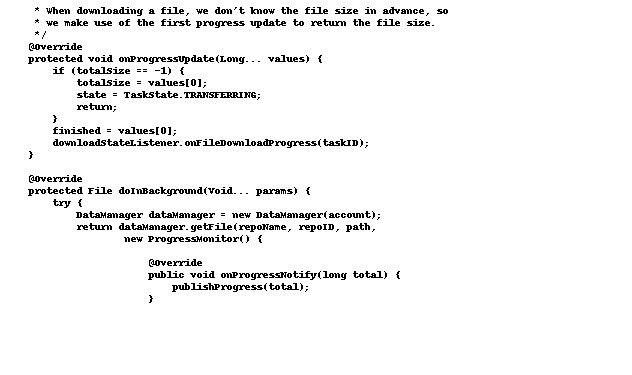 * When downloading a file, we don't know the file size in advance, so
* we make use of the first progress update to return the file size.
*/
@Override
protected void onProgressUpdate(Long... values) {
if (totalSize == -1) {
totalSize = values[0];
state = TaskState.TRANSFERRING;
return;
}
finished = values[0];
downloadStateListener.onFileDownloadProgress(taskID);
}
@Override
protected File doInBackground(Void... params) {
try {
DataManager dataManager = new DataManager(account);
return dataManager.getFile(repoName, repoID, path,
new ProgressMonitor() {
@Override
public void onProgressNotify(long total) {
publishProgress(total);
}